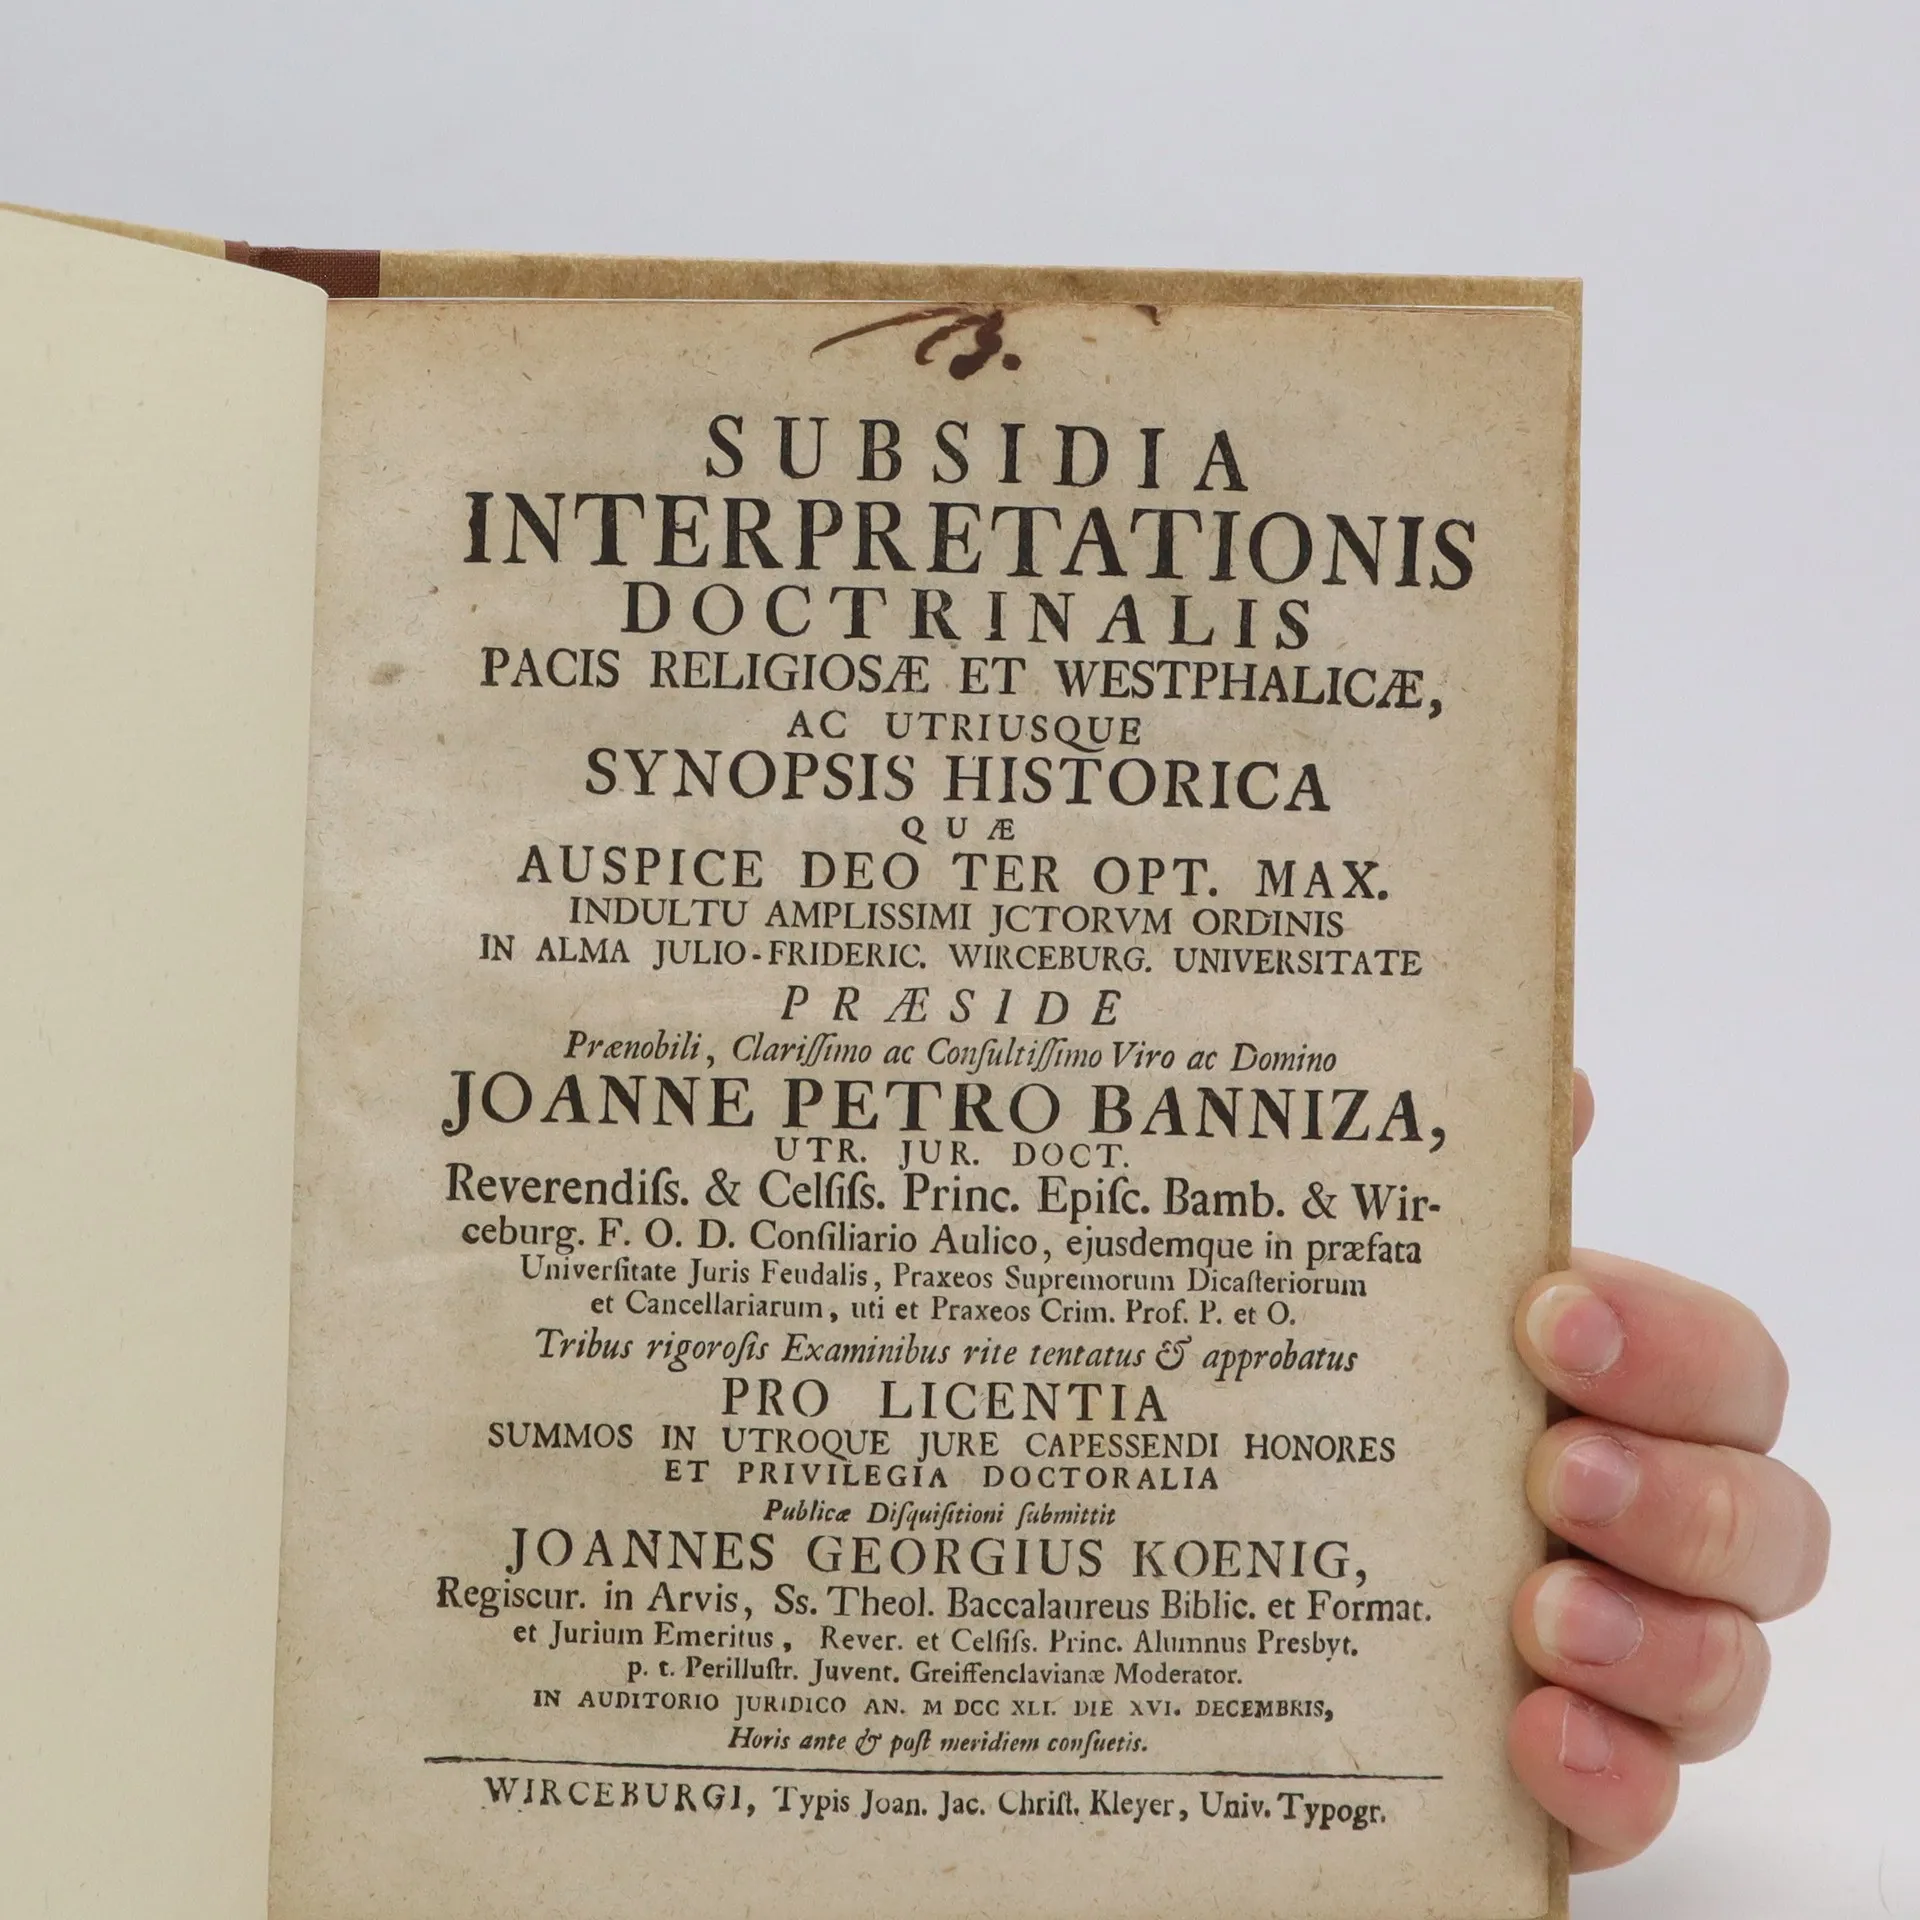 SUBSIDIA
INTERPRETATIONIS
DOCTRINALIS
PACIS RELIGIOSÆ ET WESTPHALICÆ,
AC UTRIUSQUE
SYNOPSIS HISTORICA
QUÆ
AUSPICE DEO TER OPT. MAX.
INDULTU AMPLISSIMI JCTORVM ORDINIS
IN ALMA JULIO-FRIDERIC. WIRCEBURG. UNIVERSITATE
PRÆSIDE
Prænobili, Clariſſimo ac Conſultiſſimo Viro ac Domino
JOANNE PETRO BANNIZA,
UTR. JUR. DOCT.
Reverendiſs. & Celſiſs. Princ. Epiſc. Bamb. & Wir-
ceburg. F. O. D. Conſiliario Aulico, ejusdemque in præfata
Univerſitate Juris Feudalis, Praxeos Supremorum Dicaſteriorum
et Cancellariarum, uti et Praxeos Crim. Prof. P. et O.
Tribus rigoroſis Examinibus rite tentatus & approbatus
PRO LICENTIA
SUMMOS IN UTROQUE JURE CAPESSENDI HONORES
ET PRIVILEGIA DOCTORALIA
Publicæ Diſquiſitioni ſubmittit
JOANNES GEORGIUS KOENIG,
Regiscur. in Arvis, Ss. Theol. Baccalaureus Biblic. et Format.
et Jurium Emeritus, Rever. et Celſiſs. Princ. Alumnus Presbyt.
p. t. Perilluſtr. Juvent. Greiffenclavianæ Moderator.
IN AUDITORIO JURIDICO AN. M DCC XLI. DIE XVI. DECEMBRIS,
Horis ante & poſt meridiem conſuetis.
WIRCEBURGI, Typis Joan. Jac. Chriſt. Kleyer, Univ. Typogr.